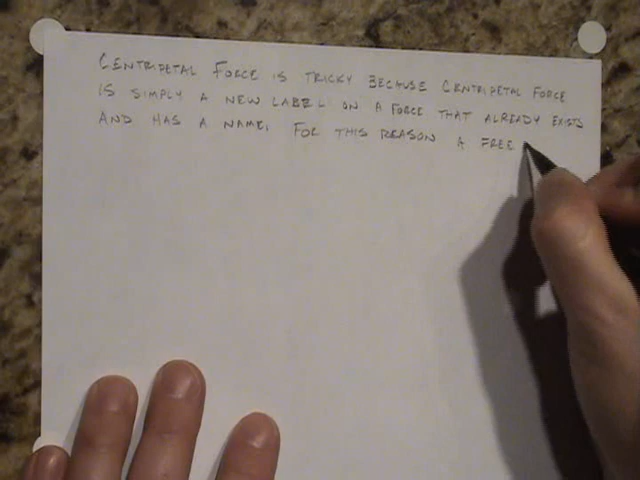 CENTRIPETAL FORCE IS TRICKY BECAUSE CENTRIPETAL FORCE
IS SIMPLY A NEW LABEL ON A FORCE THAT ALREADY EXISTS
AND HAS A NAME. FOR THIS REASON A FREE